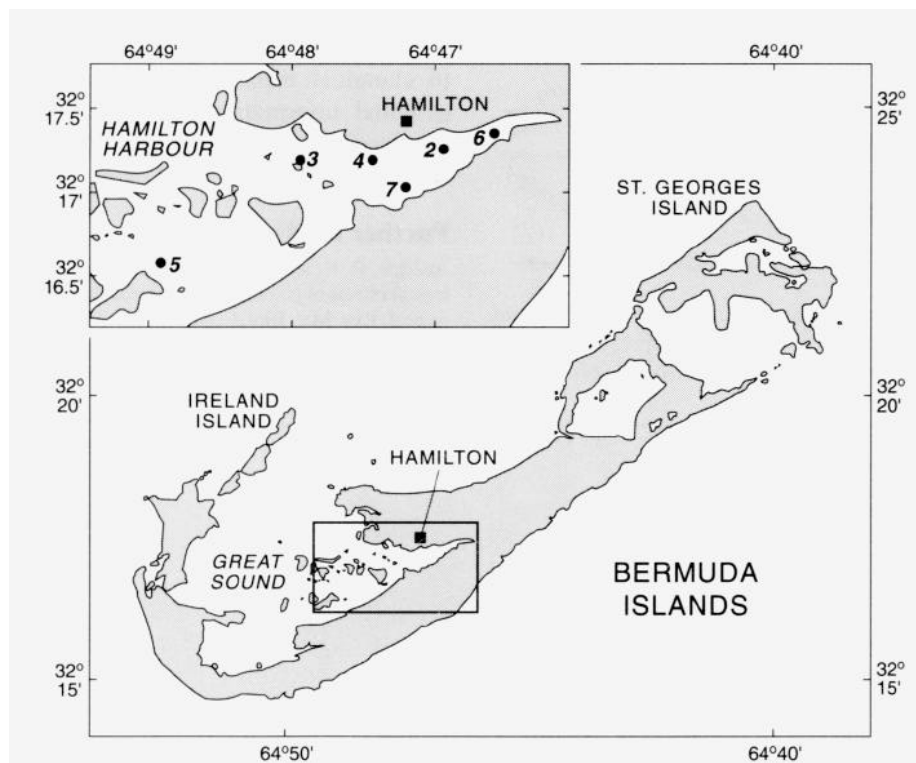 64°49' 64°48' 64°47' 64°40'
32°
17.5'
HAMILTON
32°
25'
HAMILTON
HARBOUR
3 4 2 6
7
32°
17'
ST. GEORGES
ISLAND
5
32°
16.5'
32°
20'
32°
20'
IRELAND
ISLAND
HAMILTON
GREAT
SOUND
BERMUDA
ISLANDS
32°
15'
32°
15'
64°50' 64°40'